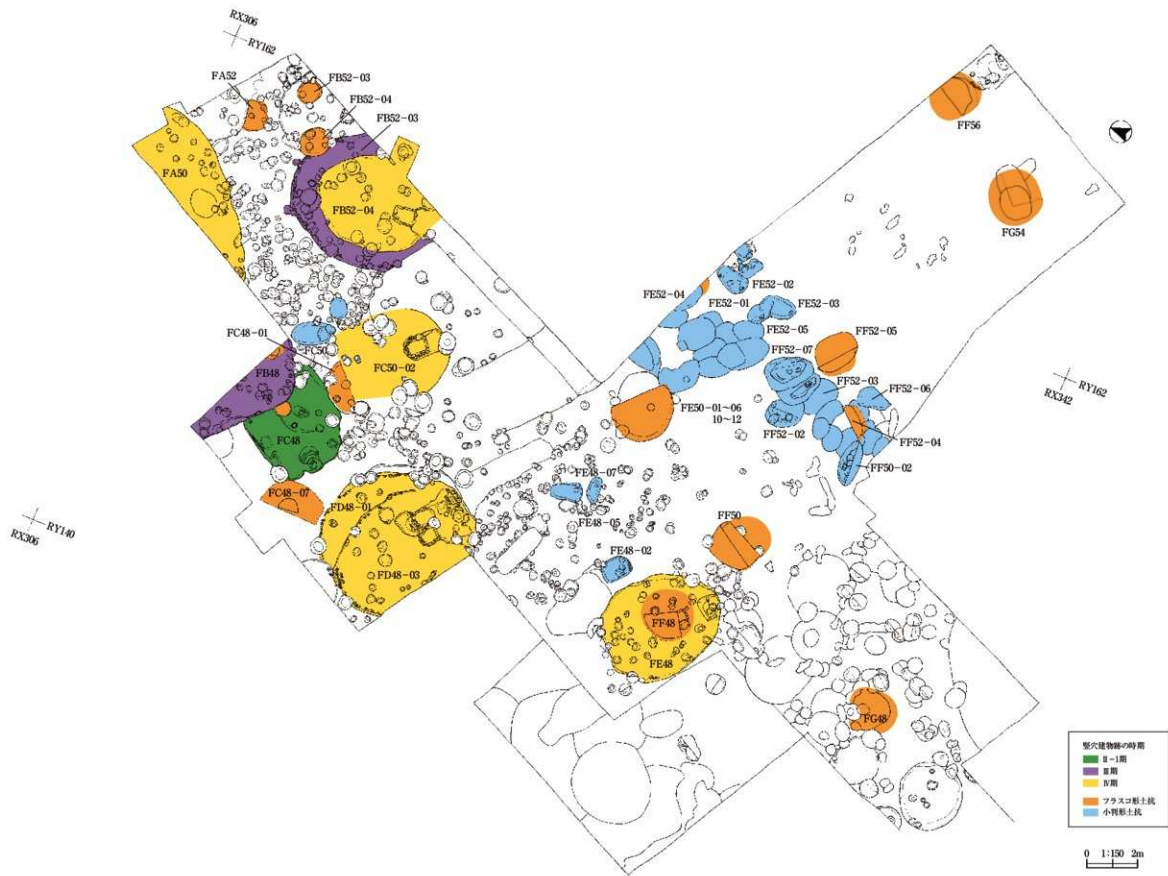 RX306
RY162
FA52
FB52-03
FB52-04
FB52-03
FA50
FB52-04
FF56
FG54
FE52-02
FE52-04
FE52-01
FE52-03
FE52-05
FF52-05
FF52-07
FC48-01
FC50
FC50-02
FB48
FF52-03
FF52-06
RY162
RX342
FE50-01~06
10~12
FF52-02
FF52-04
FF50-02
FC48
FE48-07
FC48-07
FD48-01
FE48-05
FF50
RY140
RX306
FE48-02
FD48-03
FF48
FE48
FG48
竪穴建物跡の時期
Ⅱ-1期
Ⅲ期
Ⅳ期
フラスコ形土坑
小判形土坑
0 1:150 2m